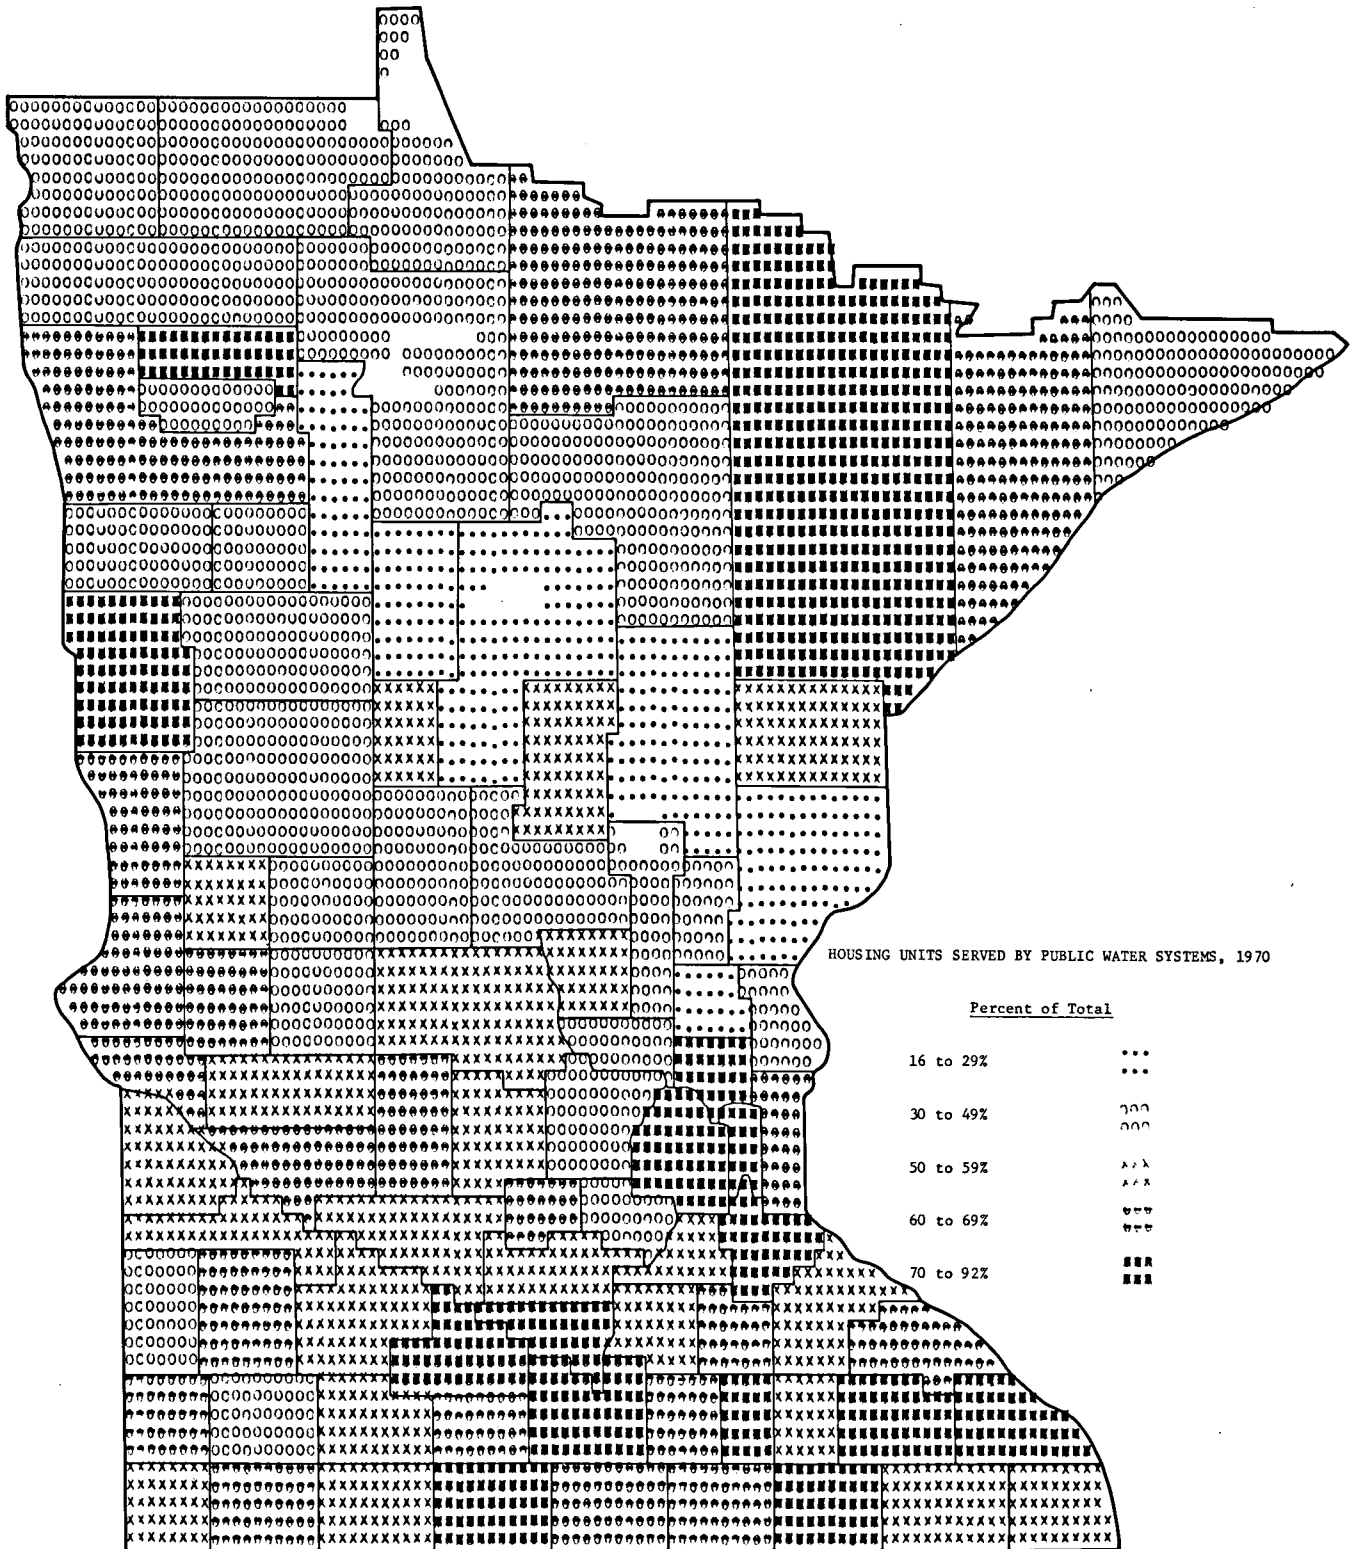 HOUSING UNITS SERVED BY PUBLIC WATER SYSTEMS, 1970
Percent of Total
16 to 29%
30 to 49%
50 to 59%
60 to 69%
70 to 92%